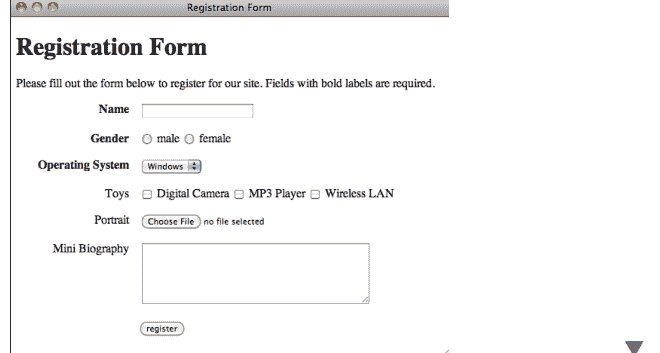 Registration Form
Registration Form
Please fill out the form below to register for our site. Fields with bold labels are required.
Name
Gender male female
Operating System Windows
Toys Digital Camera MP3 Player Wireless LAN
Portrait Choose File no file selected
Mini Biography
register